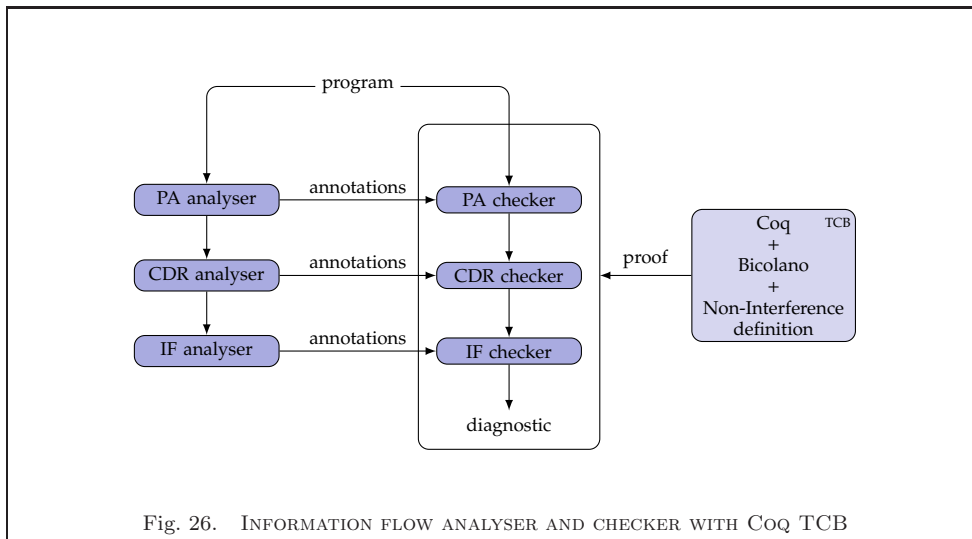 program
PA analyser
annotations
PA checker
CDR analyser
annotations
CDR checker
IF analyser
annotations
IF checker
diagnostic
proof
Coq TCB
+
Bicolano
+
Non-Interference
definition
Fig. 26. INFORMATION FLOW ANALYSER AND CHECKER WITH COQ TCB